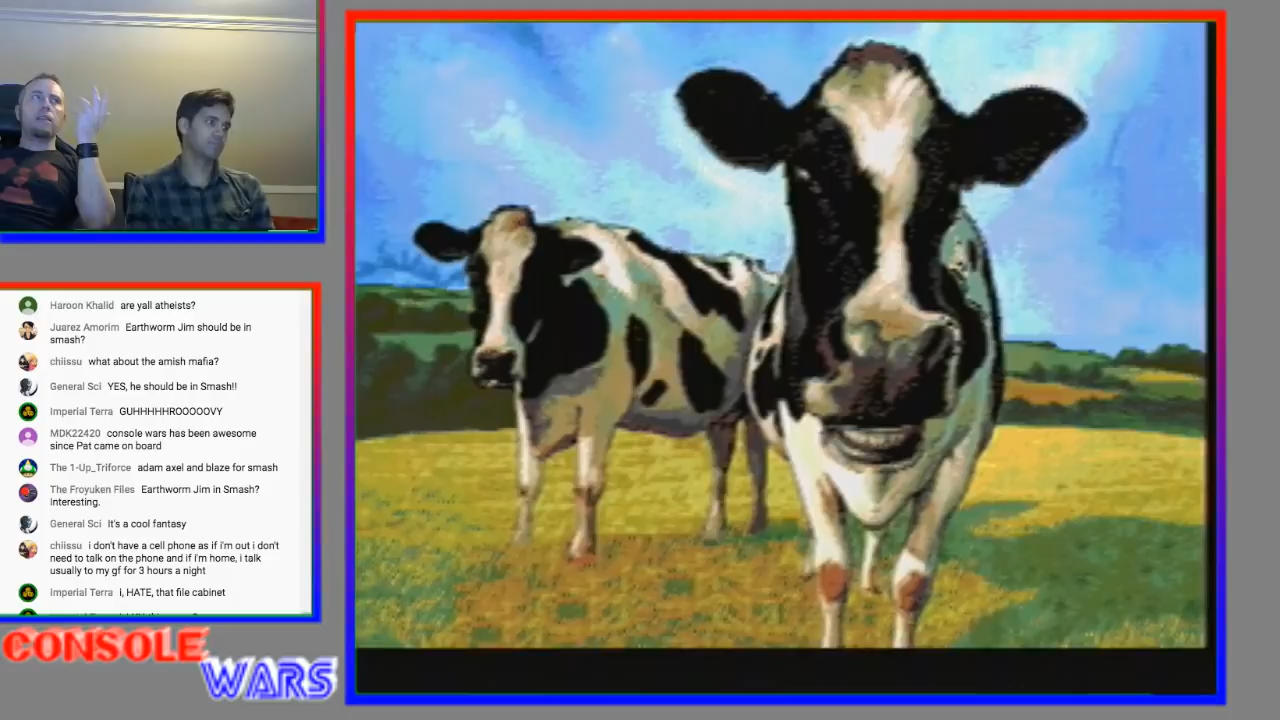 Haroon Khalid are yall atheists?
Juarez Amorim Earthworm Jim should be in
smash?
chiissu what about the amish mafia?
General Sci YES, he should be in Smash!!
Imperial Terra GUHHHHHROOOOOVY
MDK22420 console wars has been awesome
since Pat came on board
The 1-Up_Triforce adam axel and blaze for smash
The Froyuken Files Earthworm Jim in Smash?
Interesting.
General Sci It's a cool fantasy
chiissu i don't have a cell phone as if i'm out i don't
need to talk on the phone and if i'm home, i talk
usually to my gf for 3 hours a night
Imperial Terra i, HATE, that file cabinet
CONSOLE
WARS